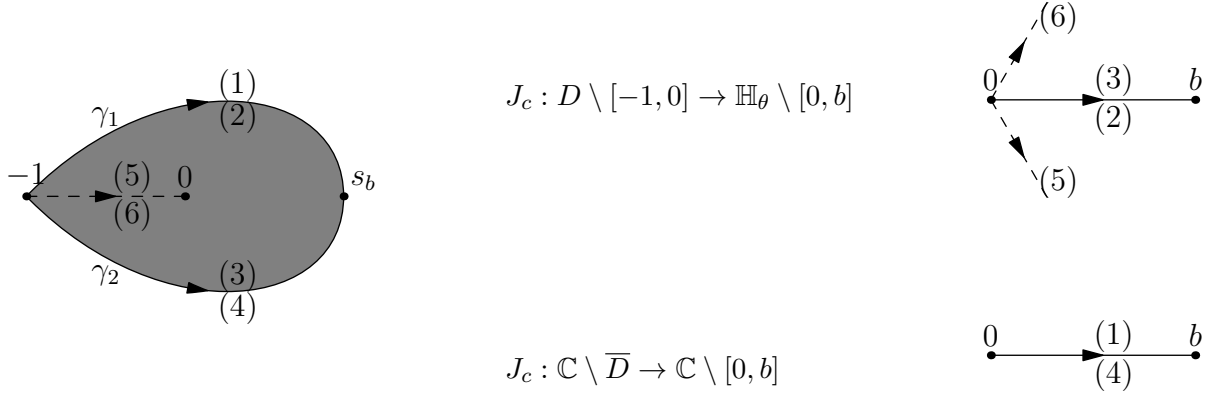 (1)
(2)
γ₁
−1
(5)
0
(6)
s_b
γ₂
(3)
(4)
J_c : D \ [−1, 0] → ℍ_θ \ [0, b]
(6)
0
(3)
b
(2)
(5)
J_c : ℂ \ D̅ → ℂ \ [0, b]
0
(1)
b
(4)